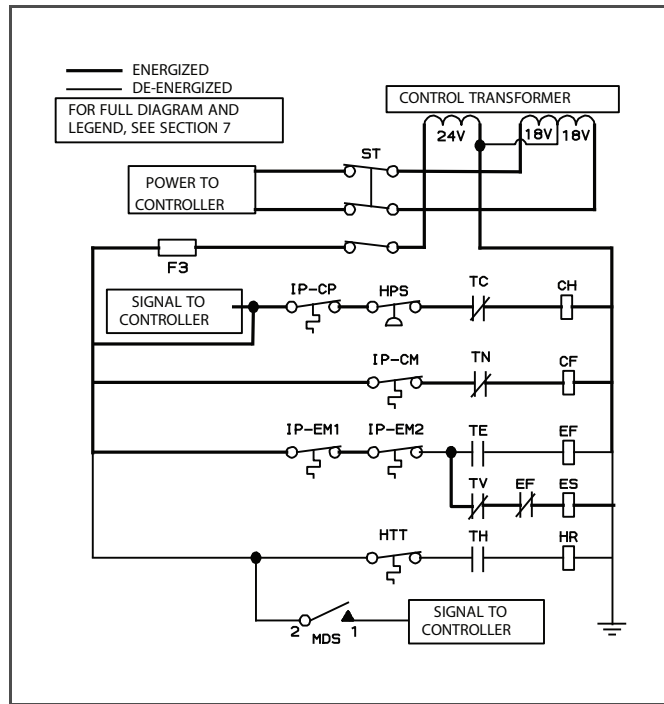 ENERGIZED
DE-ENERGIZED
FOR FULL DIAGRAM AND
LEGEND, SEE SECTION 7
CONTROL TRANSFORMER
24V
18V 18V
ST
POWER TO
CONTROLLER
F3
SIGNAL TO
CONTROLLER
IP-CP HPS TC CH
IP-CM TN CF
IP-EM1 IP-EM2 TE EF
TV EF ES
HTT TH HR
2 MDS 1
SIGNAL TO
CONTROLLER